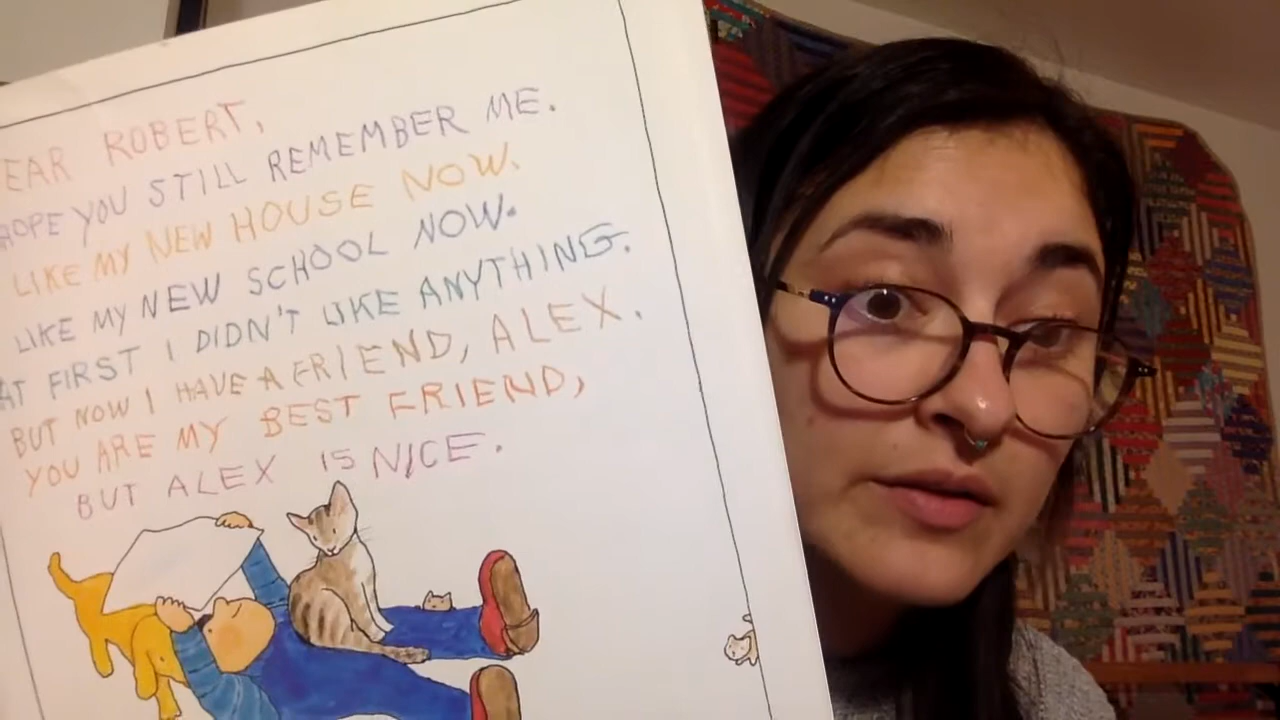 EAR ROBERT,
HOPE YOU STILL REMEMBER ME.
LIKE MY NEW HOUSE NOW.
LIKE MY NEW SCHOOL NOW.
AT FIRST I DIDN'T LIKE ANYTHING.
BUT NOW I HAVE A FRIEND, ALEX.
YOU ARE MY BEST FRIEND,
BUT ALEX IS NICE.